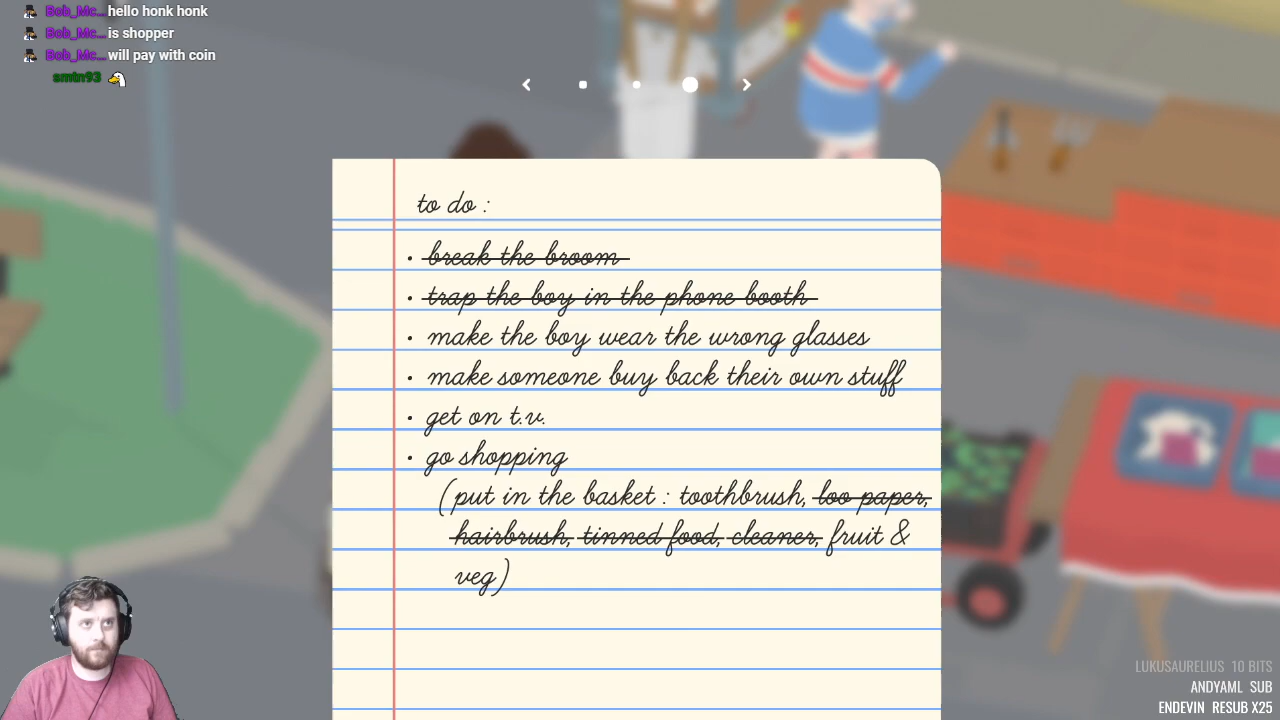 Bob_Mc... hello honk honk
Bob_Mc... is shopper
Bob_Mc... will pay with coin
smtn93
to do :
• break the broom
• trap the boy in the phone booth
• make the boy wear the wrong glasses
• make someone buy back their own stuff
• get on t.v.
• go shopping
(put in the basket : toothbrush, loo paper,
hairbrush, tinned food, cleaner, fruit &
veg)
LUKUSAURELIUS 10 BITS
ANDYAML SUB
ENDEVIN RESUB X25